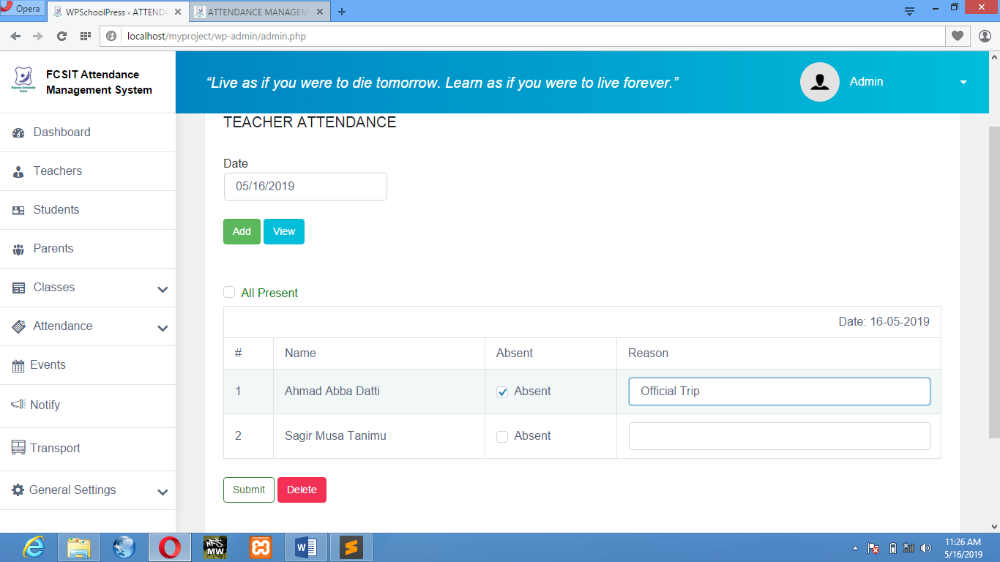 Opera
WPSchoolPress ‹ ATTENDA
ATTENDANCE MANAGEM
localhost/myproject/wp-admin/admin.php
FCSIT Attendance
Management System
“Live as if you were to die tomorrow. Learn as if you were to live forever.”
Admin
Dashboard
Teachers
Students
Parents
Classes
Attendance
Events
Notify
Transport
General Settings
TEACHER ATTENDANCE
Date
05/16/2019
Add View
All Present
Date: 16-05-2019
# Name Absent Reason
1 Ahmad Abba Datti Absent Official Trip
2 Sagir Musa Tanimu Absent
Submit Delete
NFS
MW
11:26 AM
5/16/2019